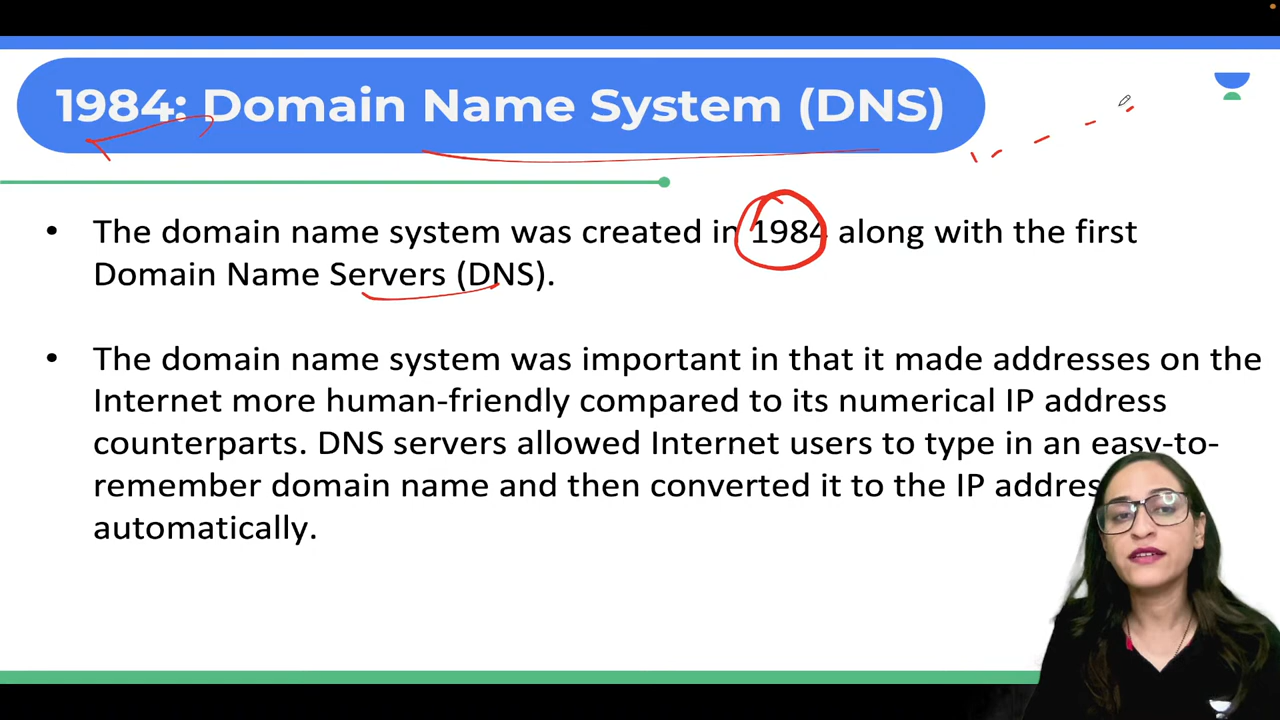 1984: Domain Name System (DNS)
• The domain name system was created in 1984 along with the first
Domain Name Servers (DNS).
• The domain name system was important in that it made addresses on the
Internet more human-friendly compared to its numerical IP address
counterparts. DNS servers allowed Internet users to type in an easy-to-
remember domain name and then converted it to the IP
automatically.